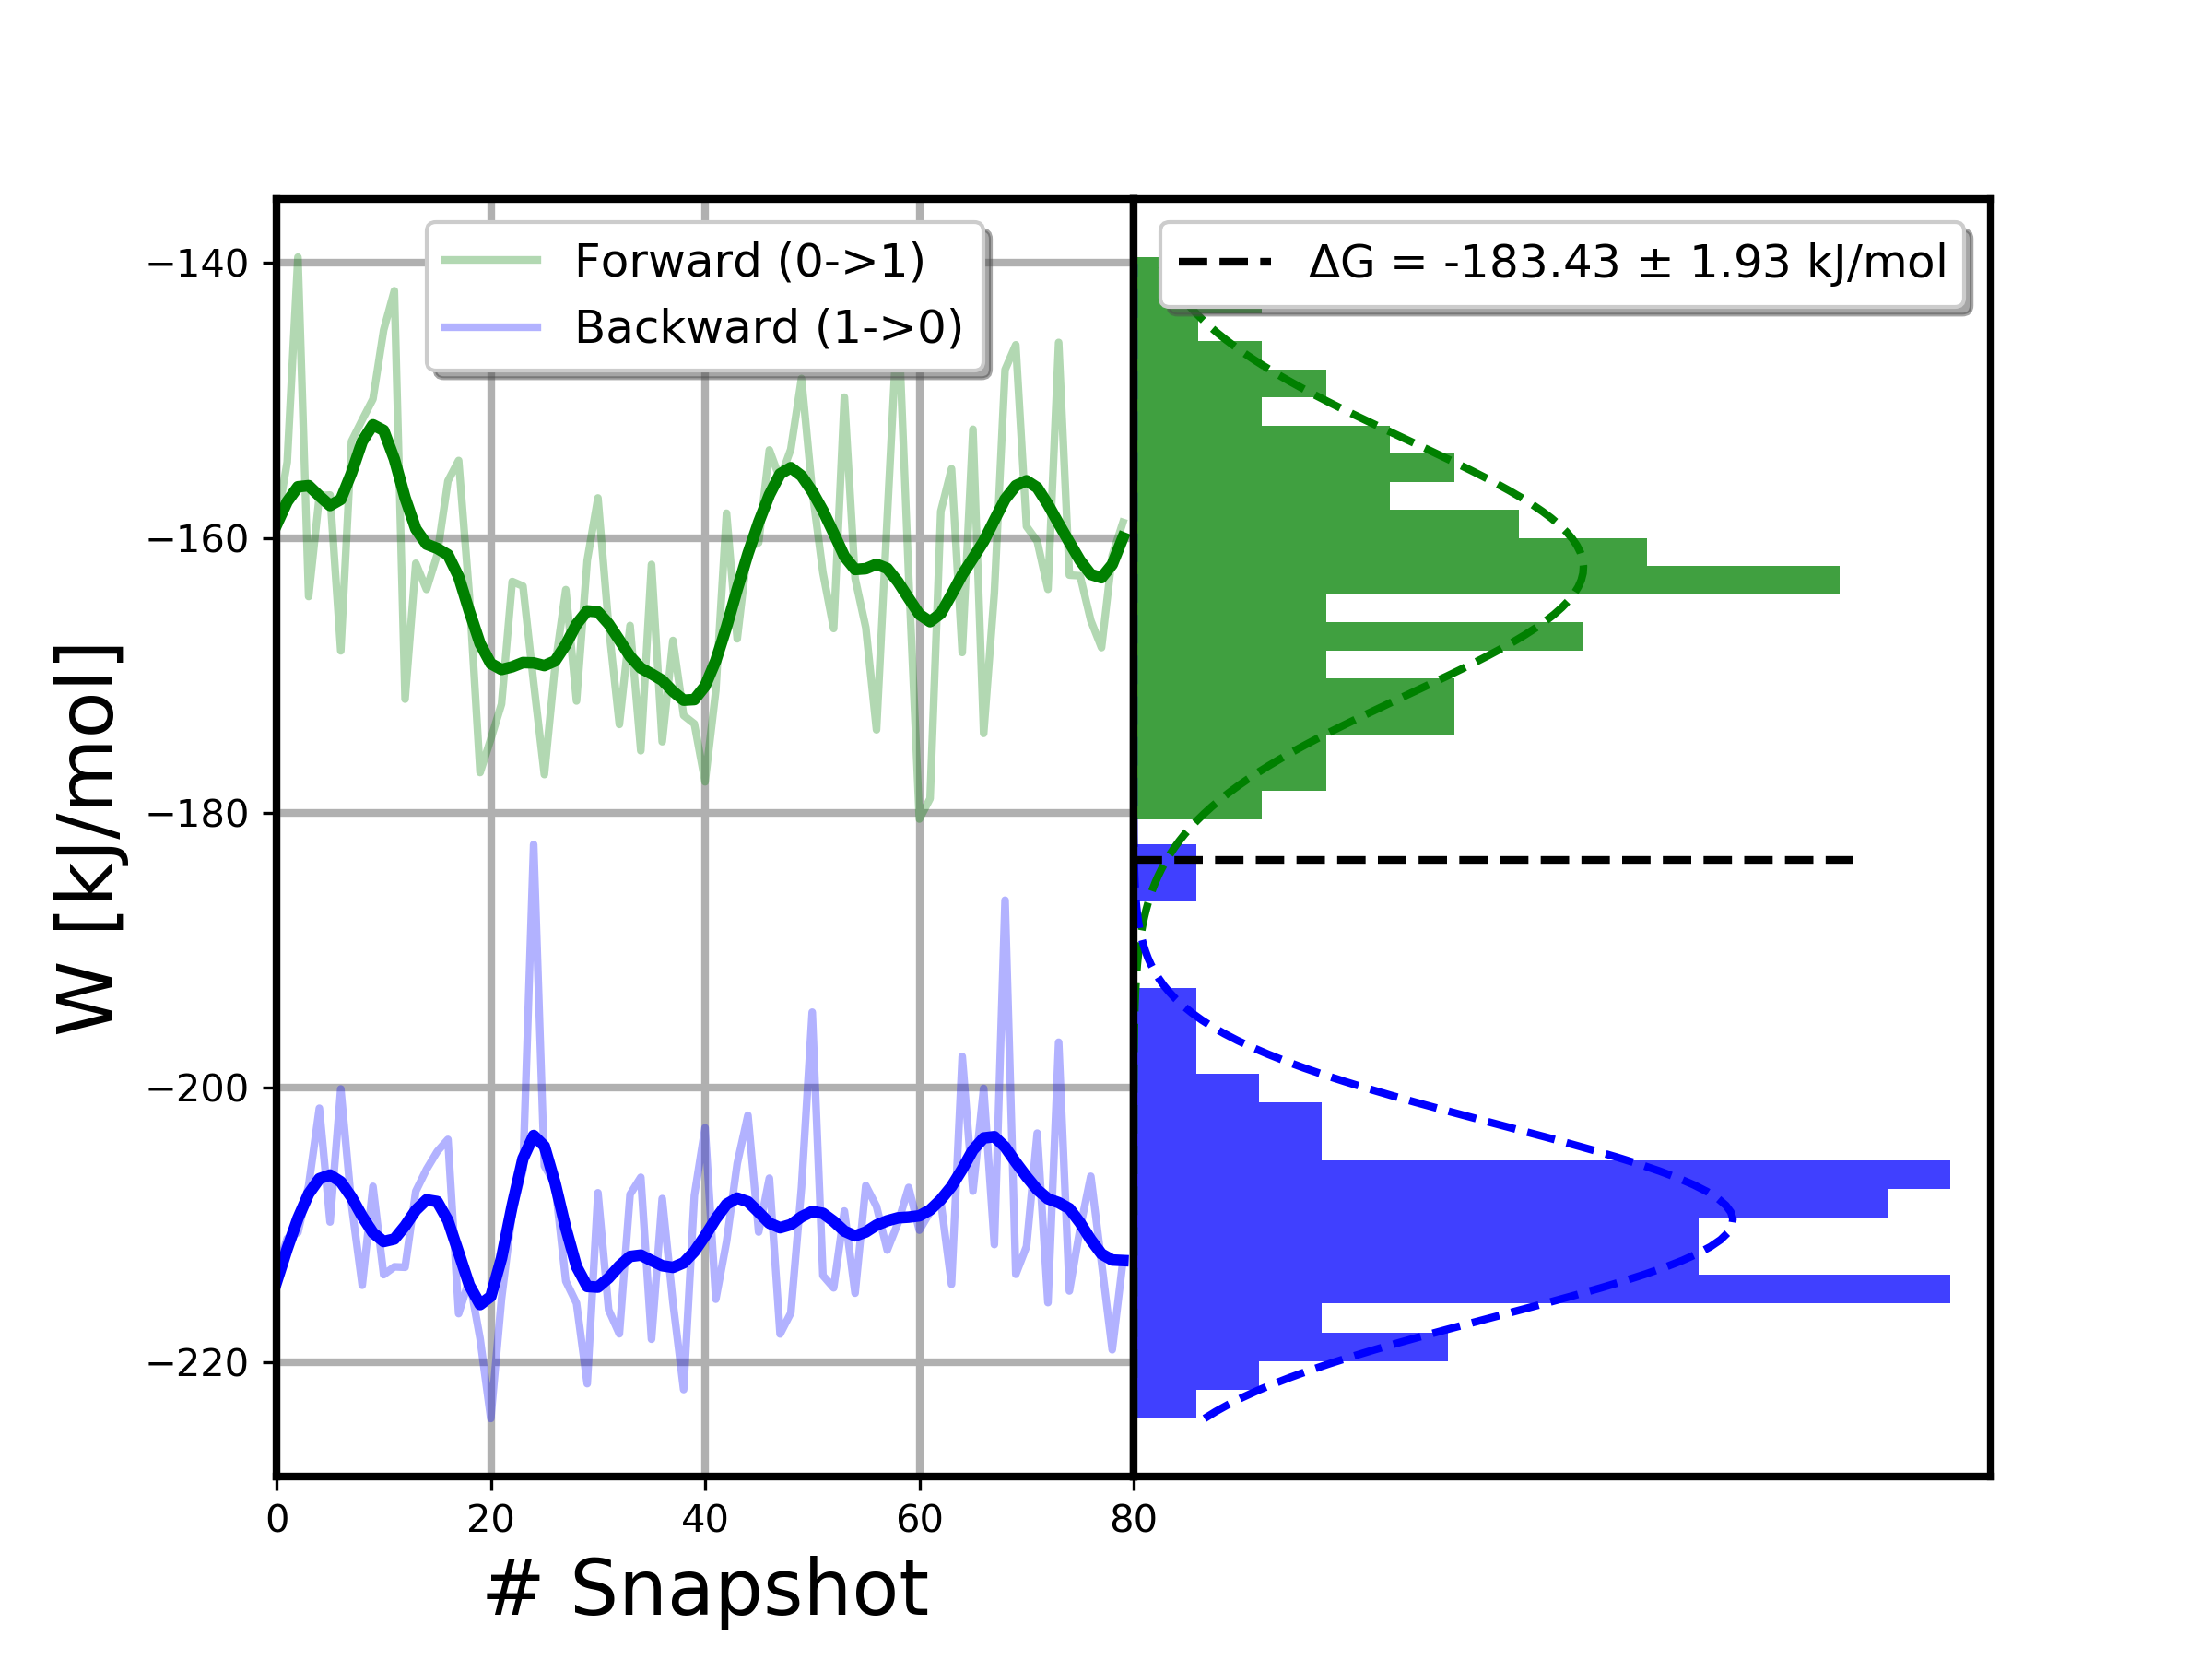 Forward (0->1)
Backward (1->0)
ΔG = -183.43 ± 1.93 kJ/mol
W [kJ/mol]
−140
−160
−180
−200
−220
0 20 40 60 80
# Snapshot